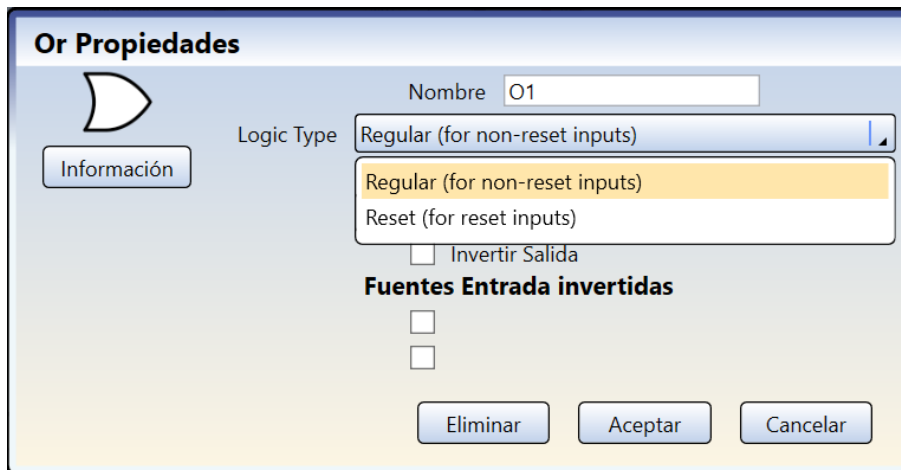 Or Propiedades
Nombre O1
Logic Type Regular (for non-reset inputs)
Información
Regular (for non-reset inputs)
Reset (for reset inputs)
Invertir Salida
Fuentes Entrada invertidas
Eliminar Aceptar Cancelar